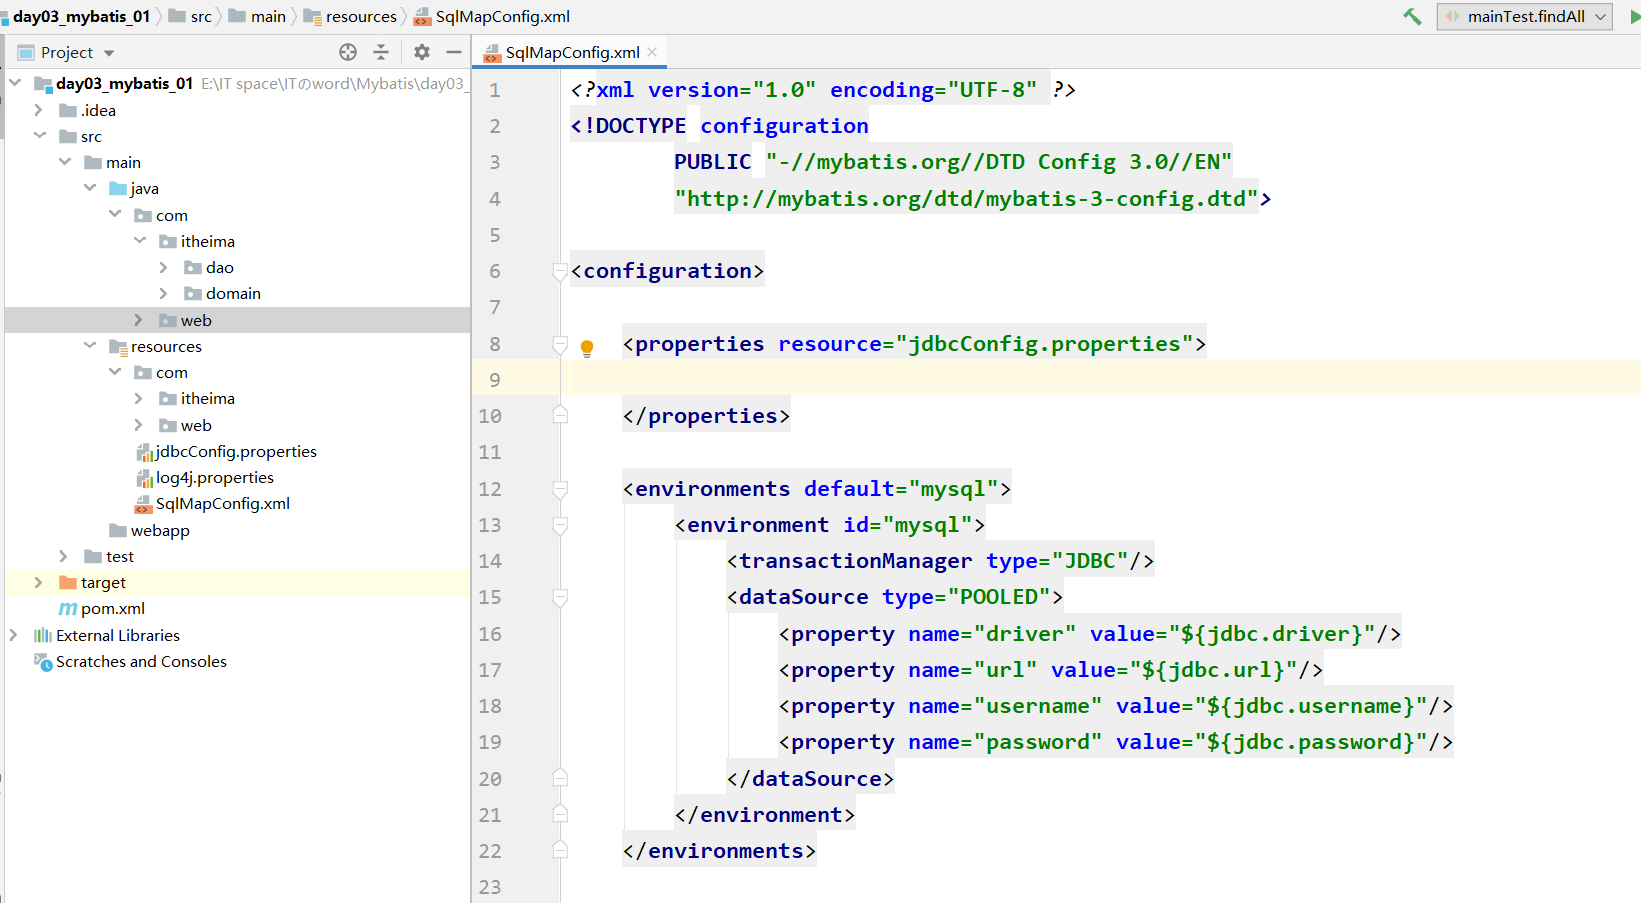 day03_mybatis_01 src main resources SqlMapConfig.xml mainTest.findAll
Project
day03_mybatis_01 E:\IT space\ITのword\Mybatis\day03_
.idea
src
main
java
com
itheima
dao
domain
web
resources
com
itheima
web
jdbcConfig.properties
log4j.properties
SqlMapConfig.xml
webapp
test
target
pom.xml
External Libraries
Scratches and Consoles
SqlMapConfig.xml
1 <?xml version="1.0" encoding="UTF-8" ?>
2 <!DOCTYPE configuration
3 PUBLIC "-//mybatis.org//DTD Config 3.0//EN"
4 "http://mybatis.org/dtd/mybatis-3-config.dtd">
5
6 <configuration>
7
8 <properties resource="jdbcConfig.properties">
9
10 </properties>
11
12 <environments default="mysql">
13 <environment id="mysql">
14 <transactionManager type="JDBC"/>
15 <dataSource type="POOLED">
16 <property name="driver" value="${jdbc.driver}"/>
17 <property name="url" value="${jdbc.url}"/>
18 <property name="username" value="${jdbc.username}"/>
19 <property name="password" value="${jdbc.password}"/>
20 </dataSource>
21 </environment>
22 </environments>
23